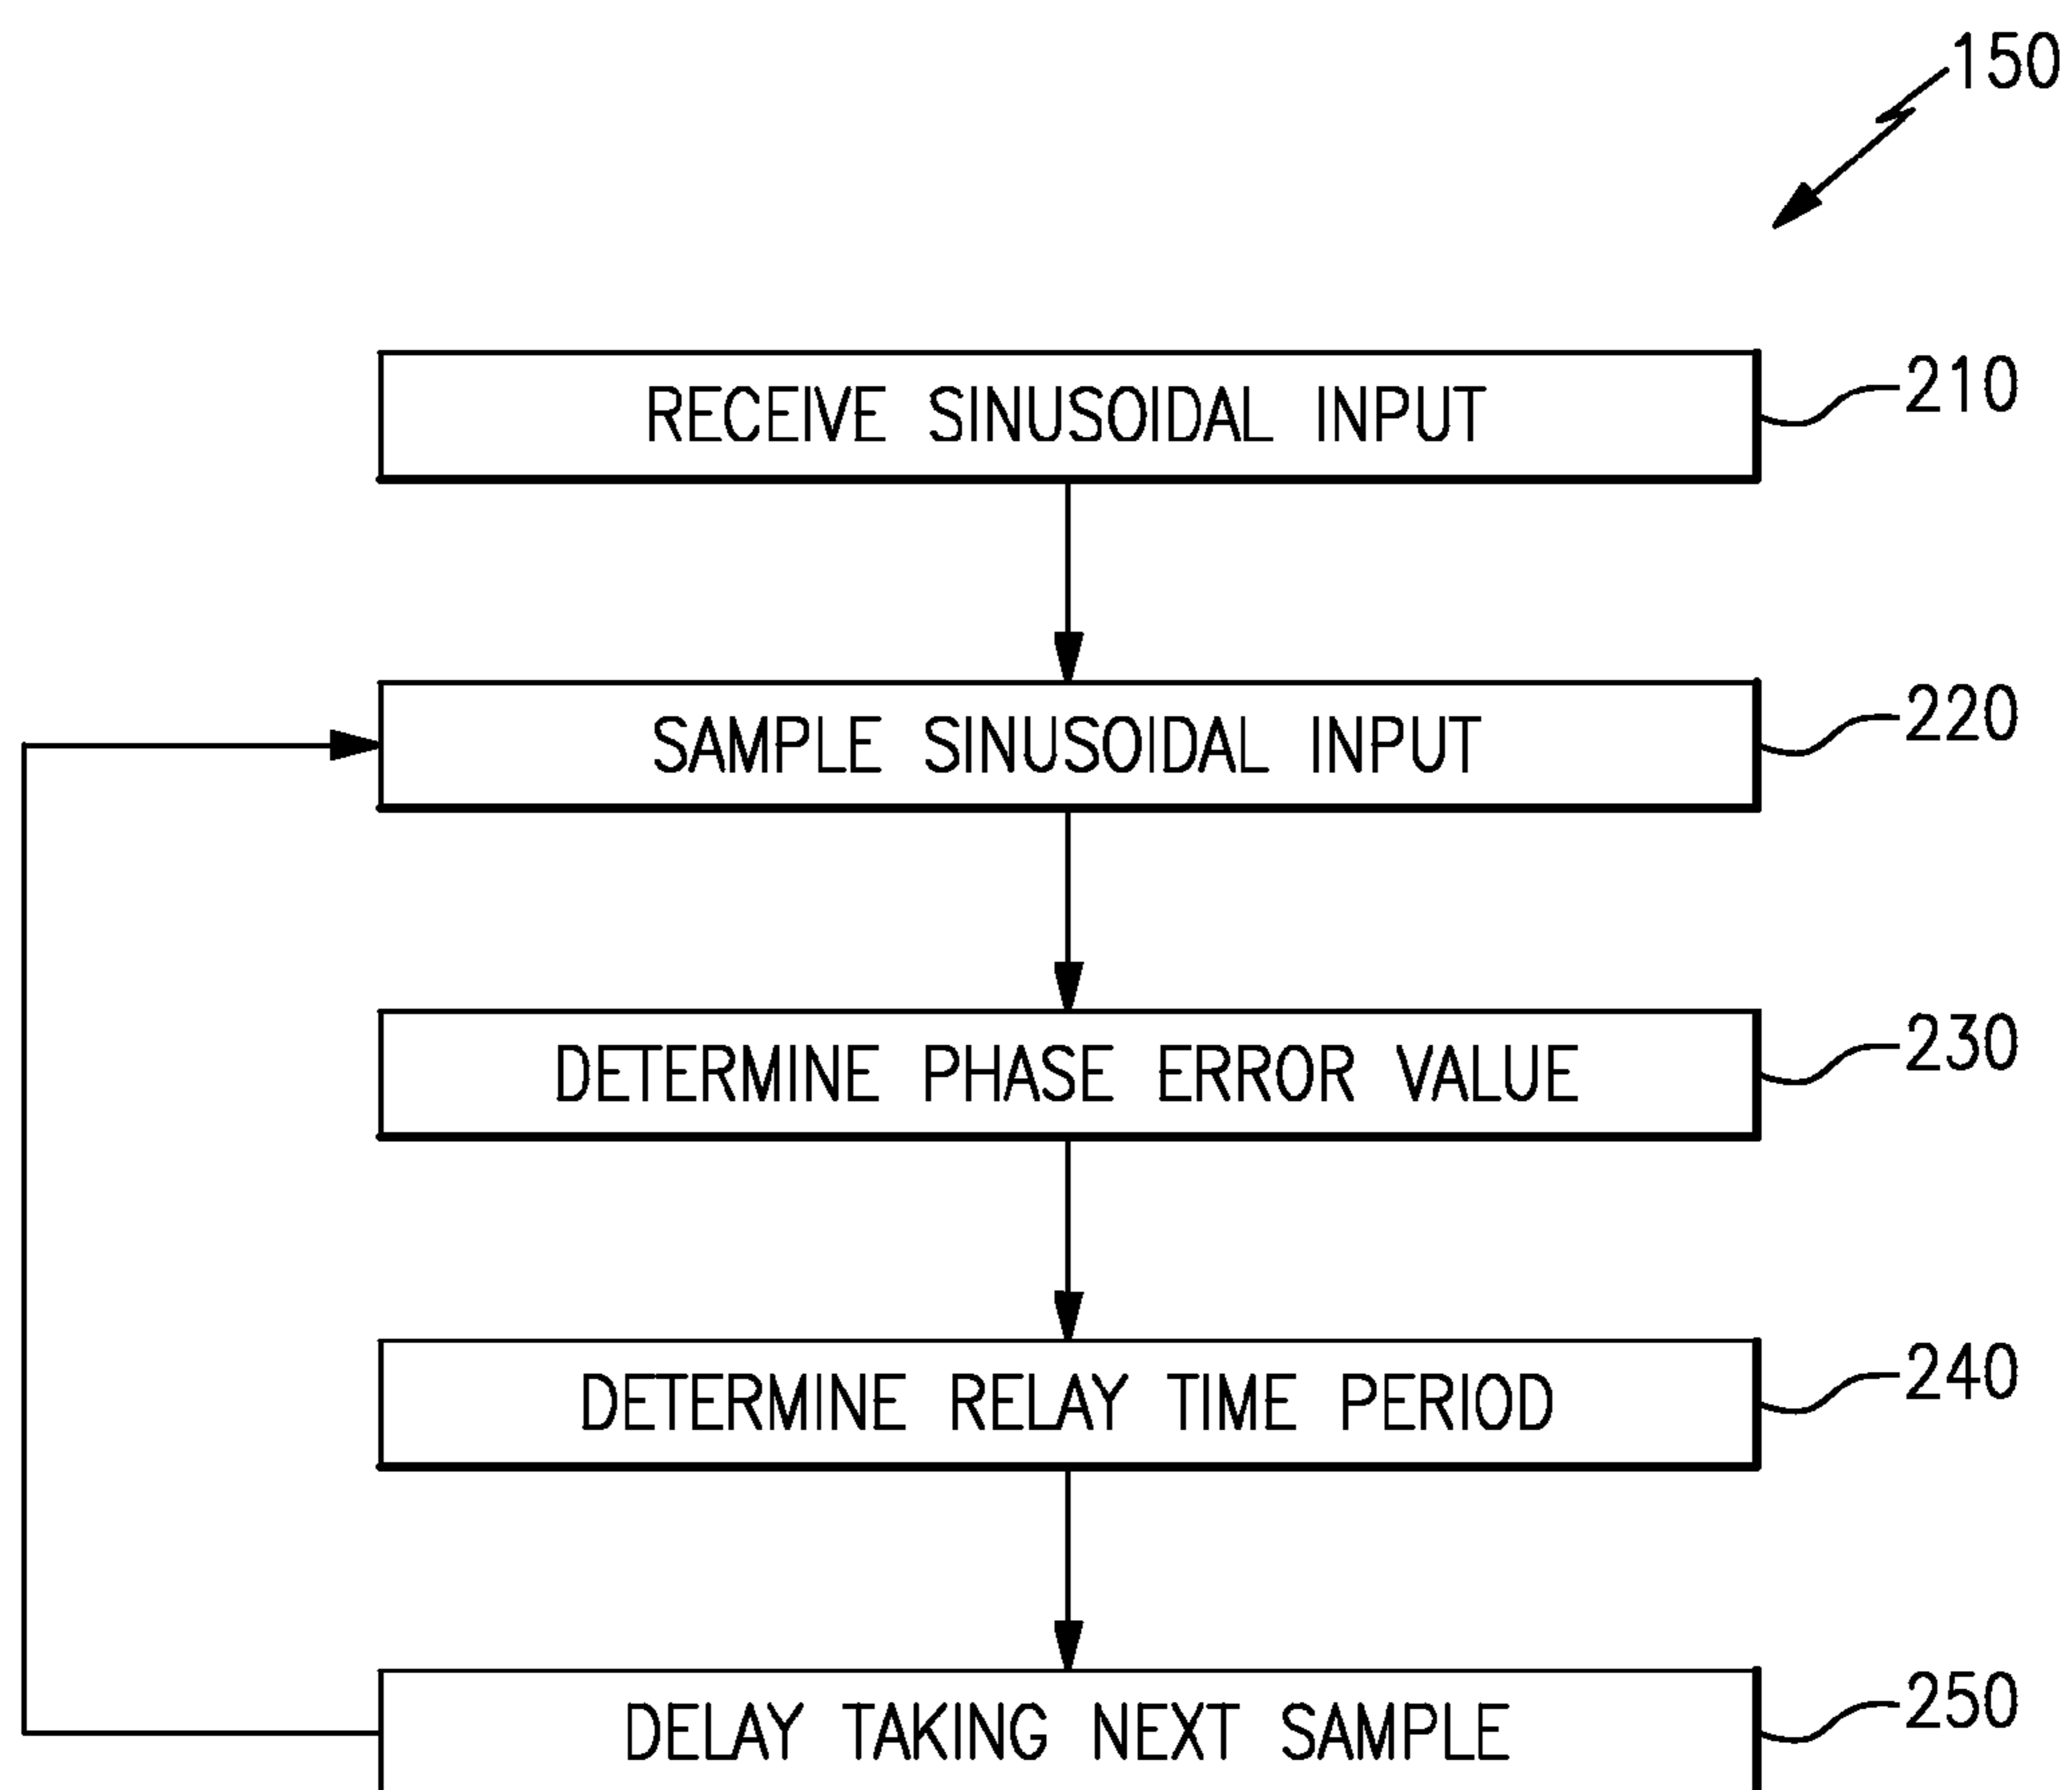 150
RECEIVE SINUSOIDAL INPUT
210
SAMPLE SINUSOIDAL INPUT
220
DETERMINE PHASE ERROR VALUE
230
DETERMINE RELAY TIME PERIOD
240
DELAY TAKING NEXT SAMPLE
250